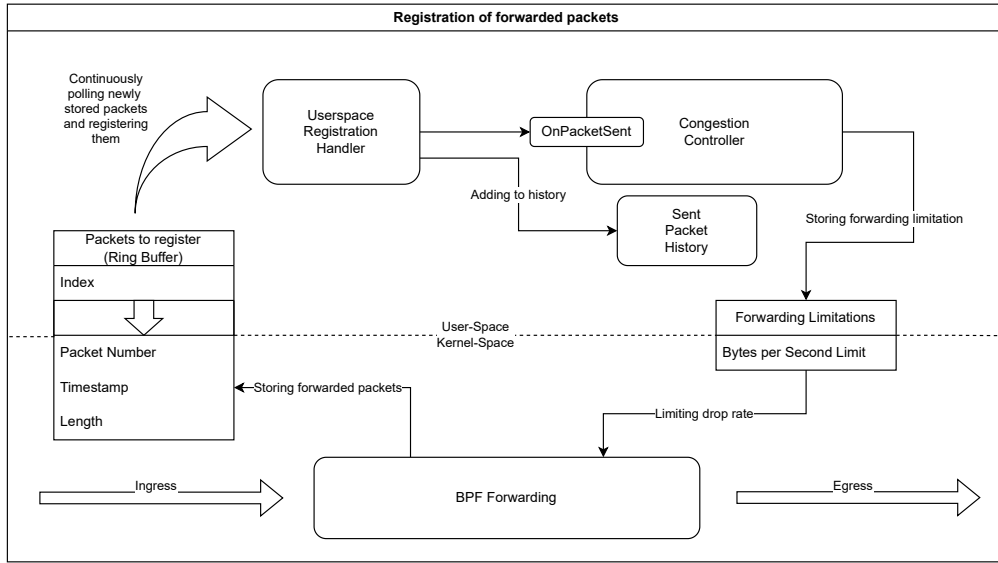 Registration of forwarded packets
Continuously
polling newly
stored packets
and registering
them
Userspace
Registration
Handler
OnPacketSent
Congestion
Controller
Adding to history
Sent
Packet
History
Storing forwarding limitation
Packets to register
(Ring Buffer)
Index
Forwarding Limitations
User-Space
Kernel-Space
Bytes per Second Limit
Packet Number
Timestamp
Length
Storing forwarded packets
Limiting drop rate
Ingress
BPF Forwarding
Egress